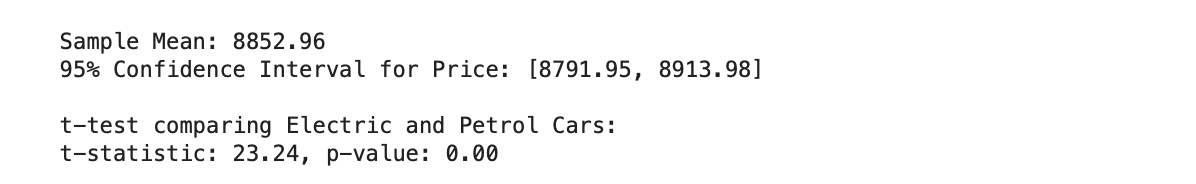 Sample Mean: 8852.96
95% Confidence Interval for Price: [8791.95, 8913.98]
t-test comparing Electric and Petrol Cars:
t-statistic: 23.24, p-value: 0.00